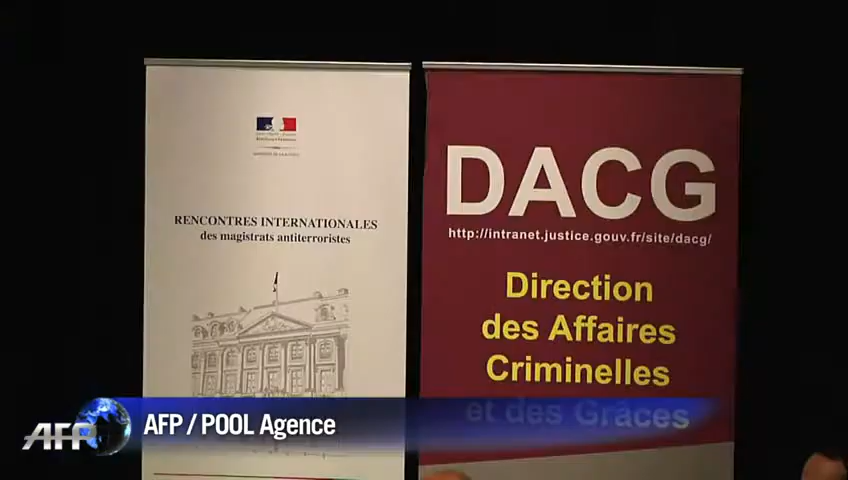 RENCONTRES INTERNATIONALES
des magistrats antiterroristes
DACG
http://intranet.justice.gouv.fr/site/dacg/
Direction
des Affaires
Criminelles
et des Grâces
AFP
AFP / POOL Agence